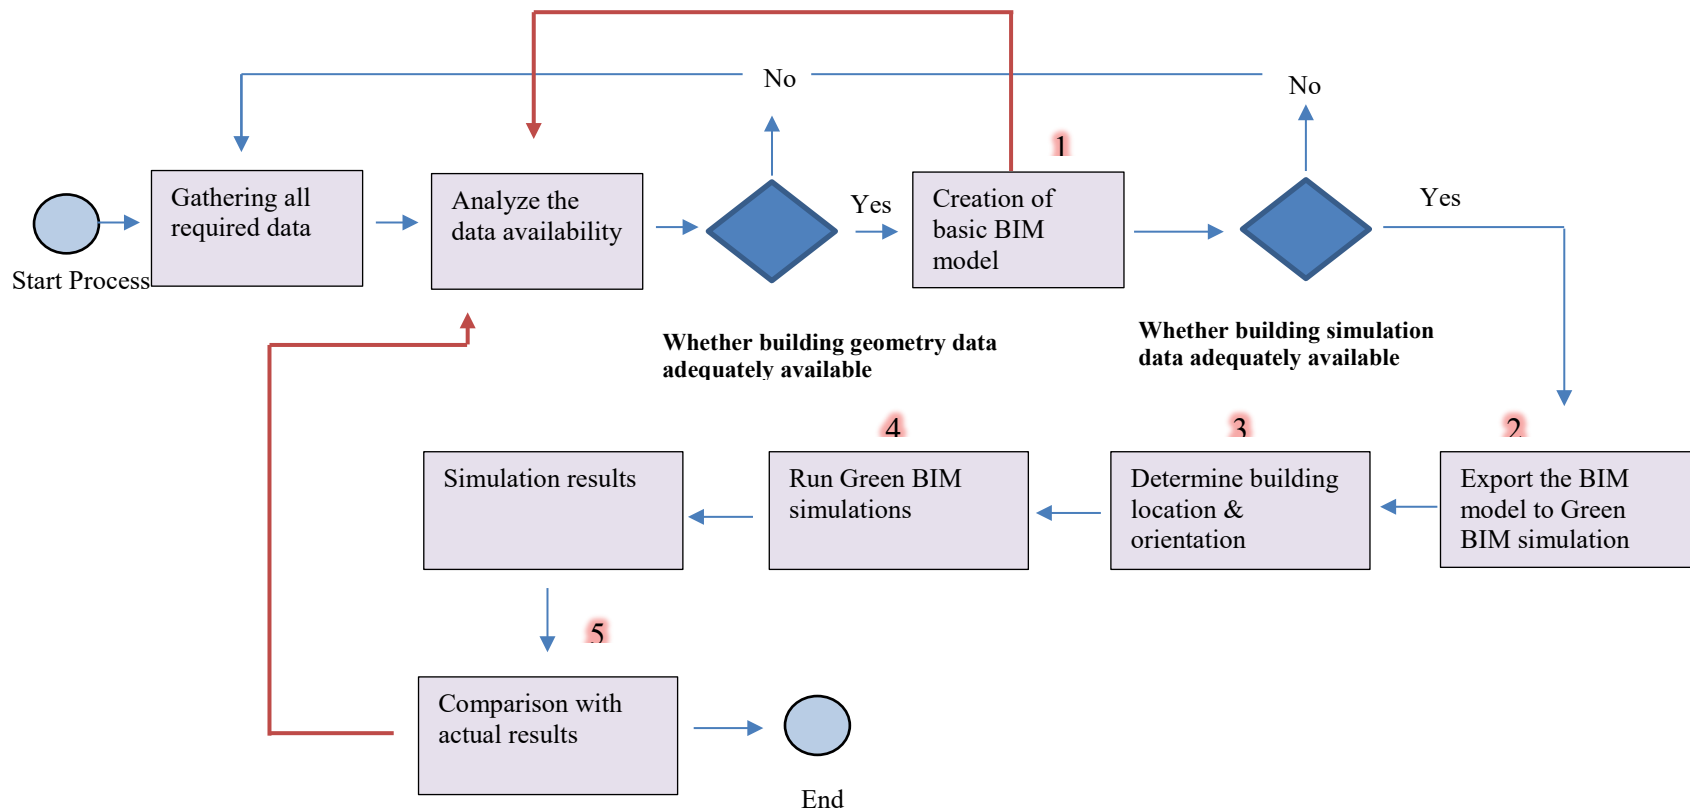 No
No
1
Gathering all
required data
Analyze the
data availability
Yes
Creation of
basic BIM
model
Yes
Start Process
Whether building geometry data
adequately available
Whether building simulation
data adequately available
4
3
2
Simulation results
Run Green BIM
simulations
Determine building
location &
orientation
Export the BIM
model to Green
BIM simulation
5
Comparison with
actual results
End